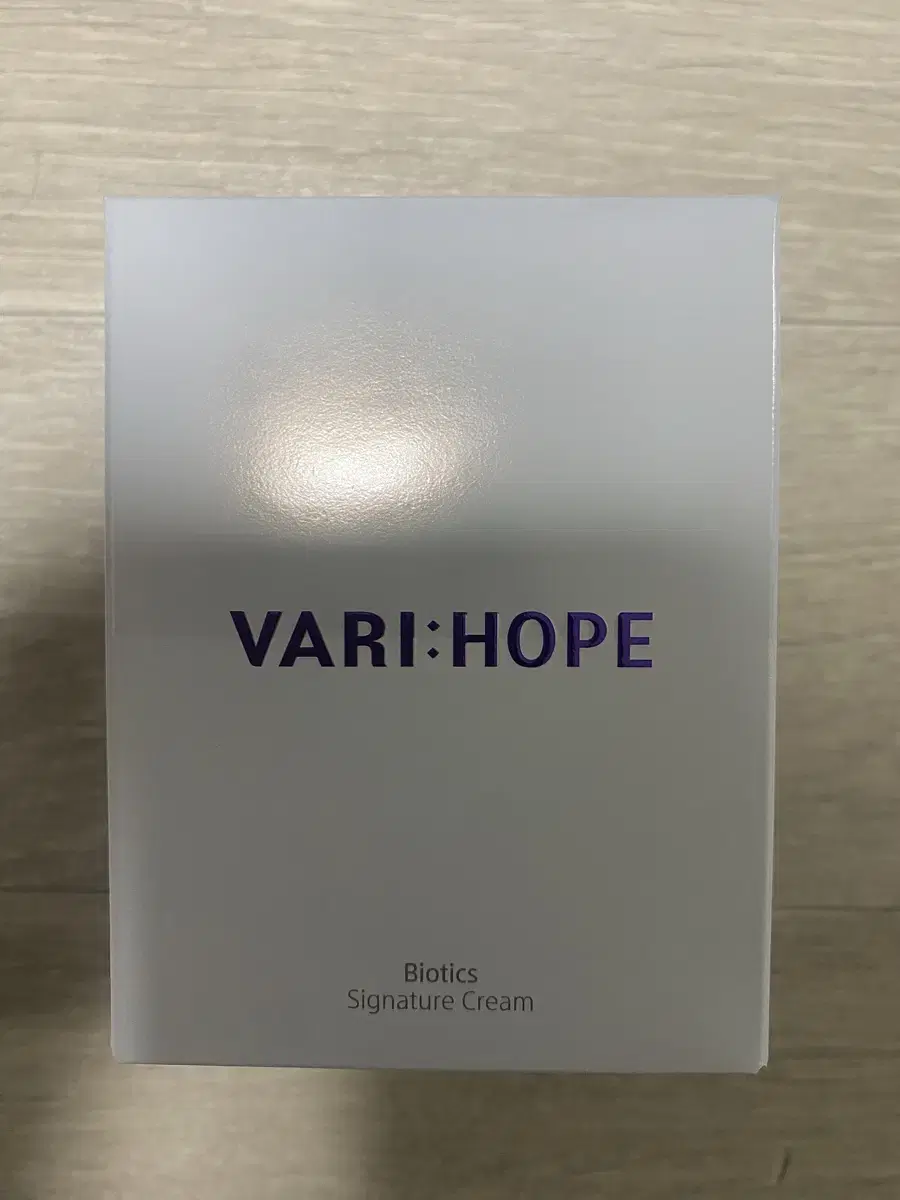 VARI:HOPE
Biotics
Signature Cream